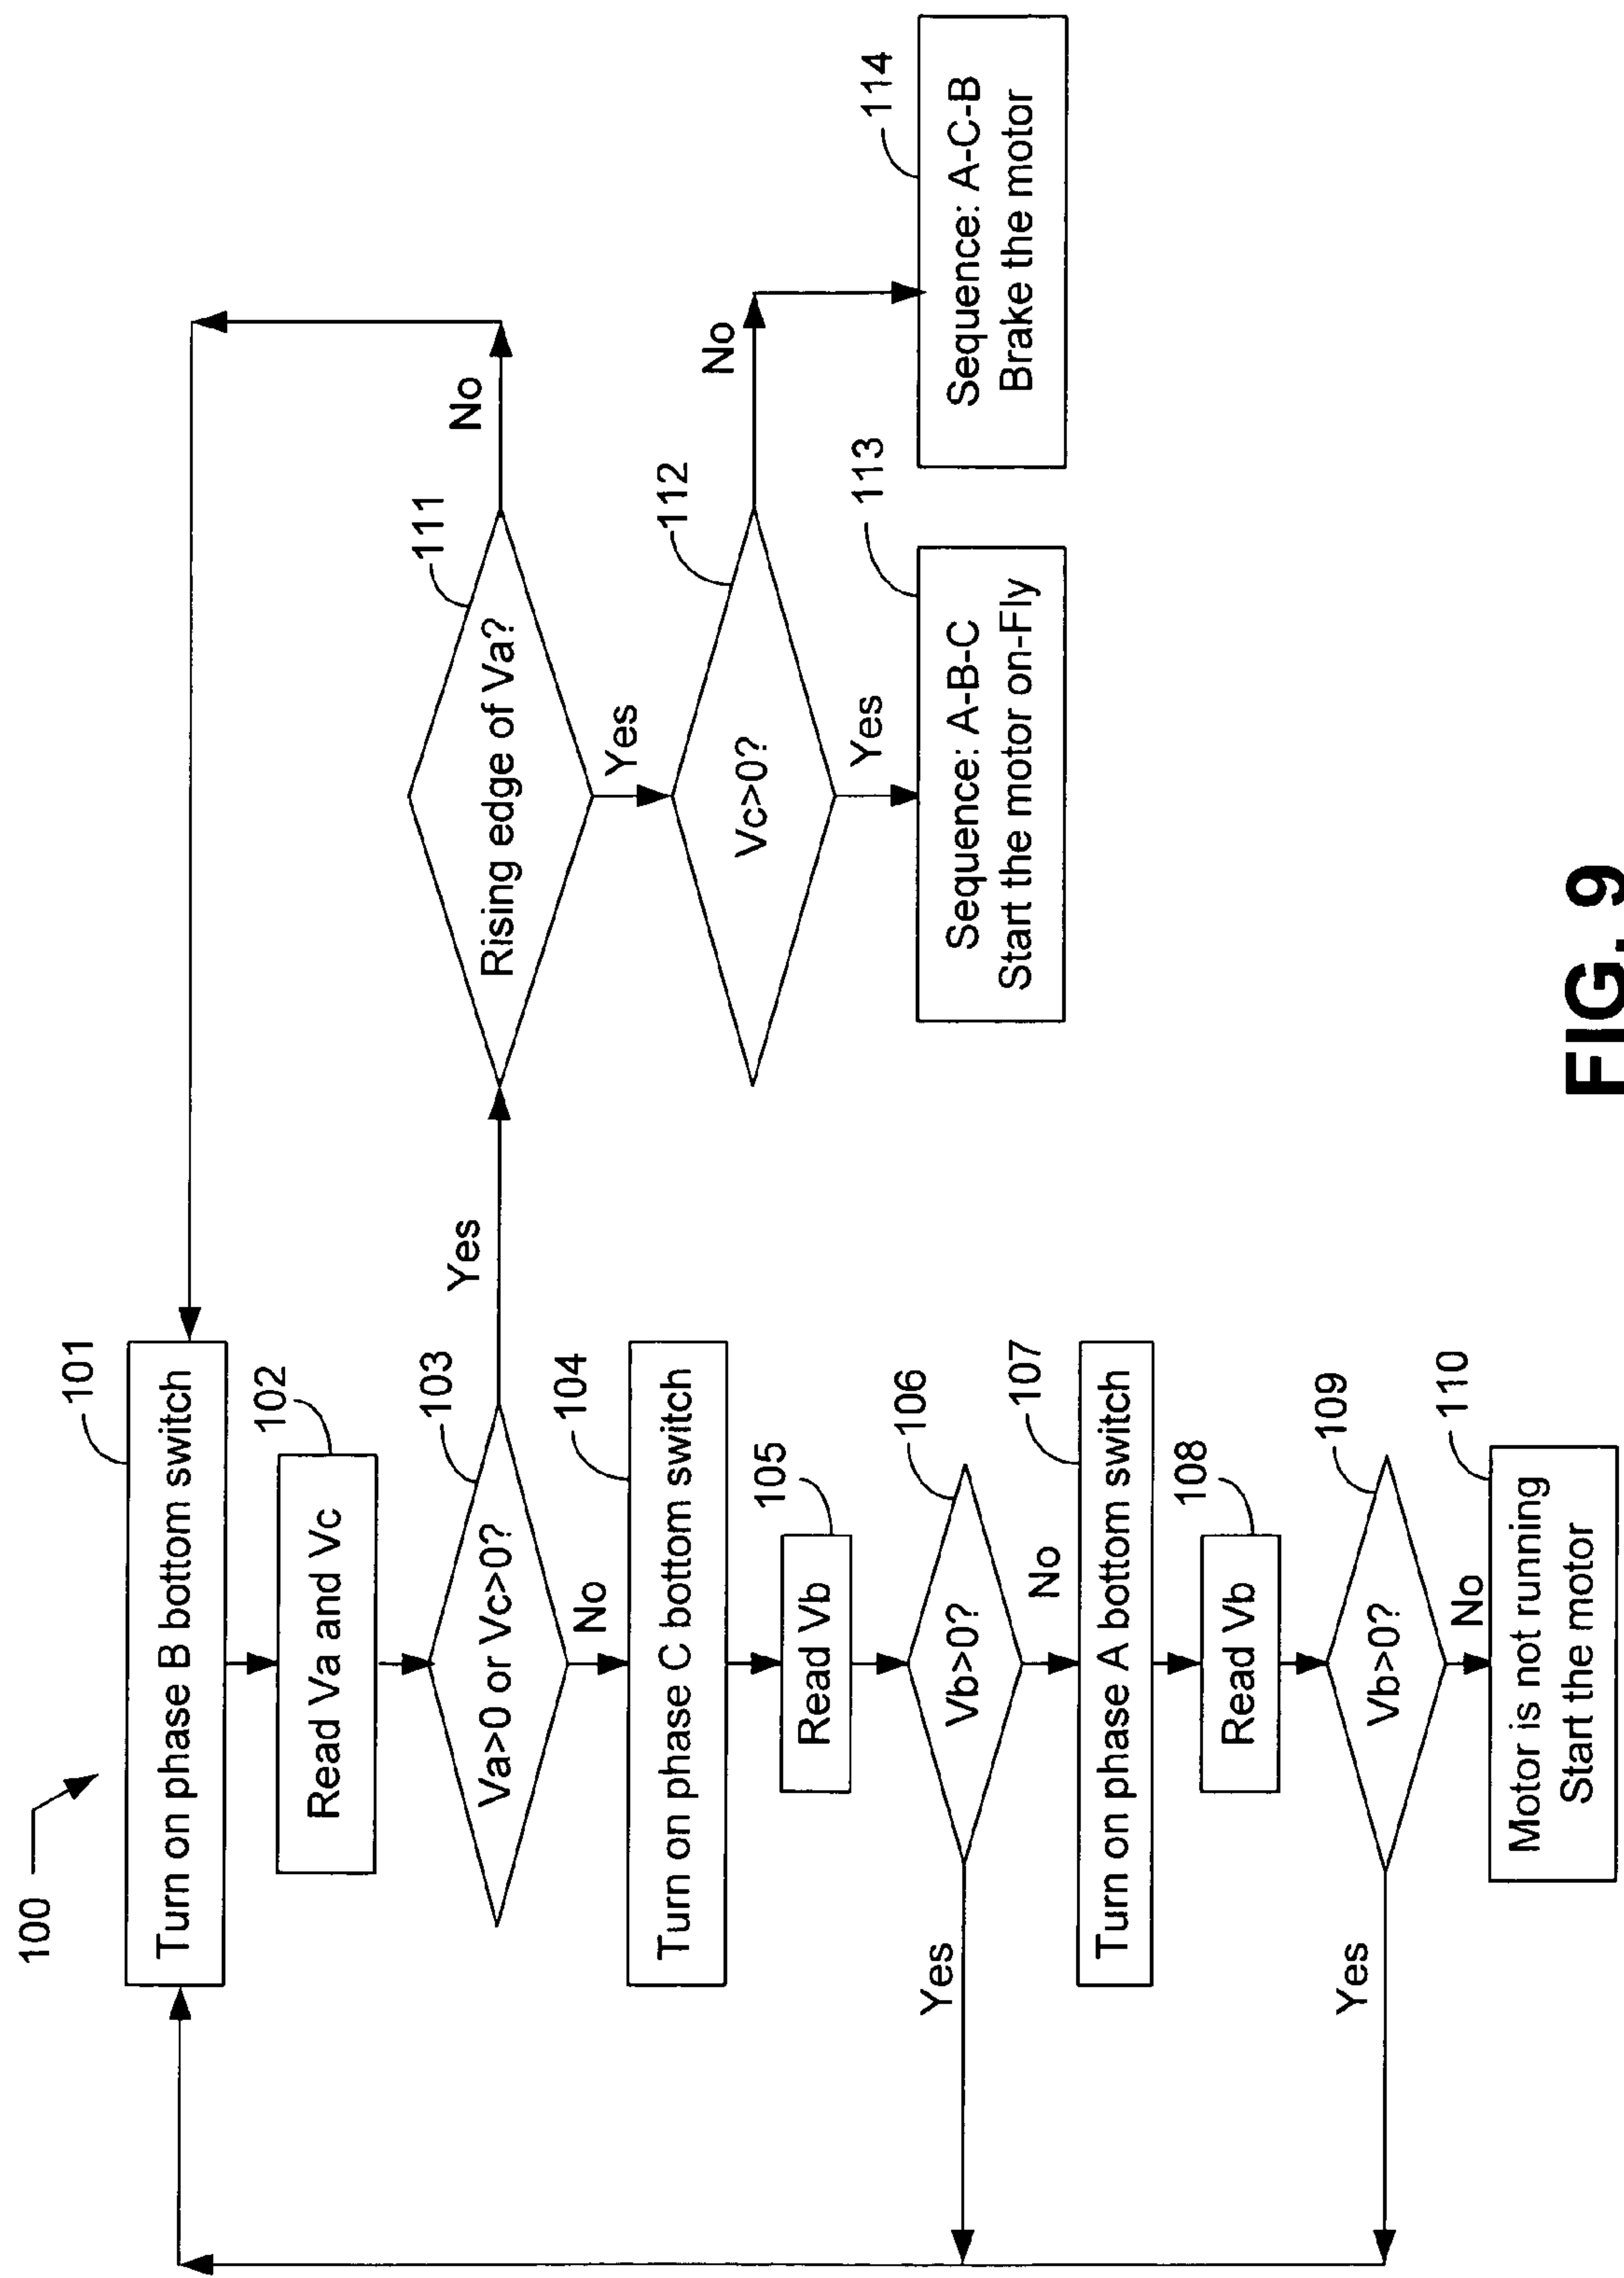 100
101
Turn on phase B bottom switch
102
Read Va and Vc
103
Va>0 or Vc>0?
Yes
No
104
Turn on phase C bottom switch
105
Read Vb
106
Vb>0?
Yes
No
107
Turn on phase A bottom switch
108
Read Vb
109
Vb>0?
Yes
No
110
Motor is not running
Start the motor
111
Rising edge of Va?
No
Yes
112
Vc>0?
No
Yes
113
Sequence: A-B-C
Start the motor on-Fly
114
Sequence: A-C-B
Brake the motor
FIG. 9